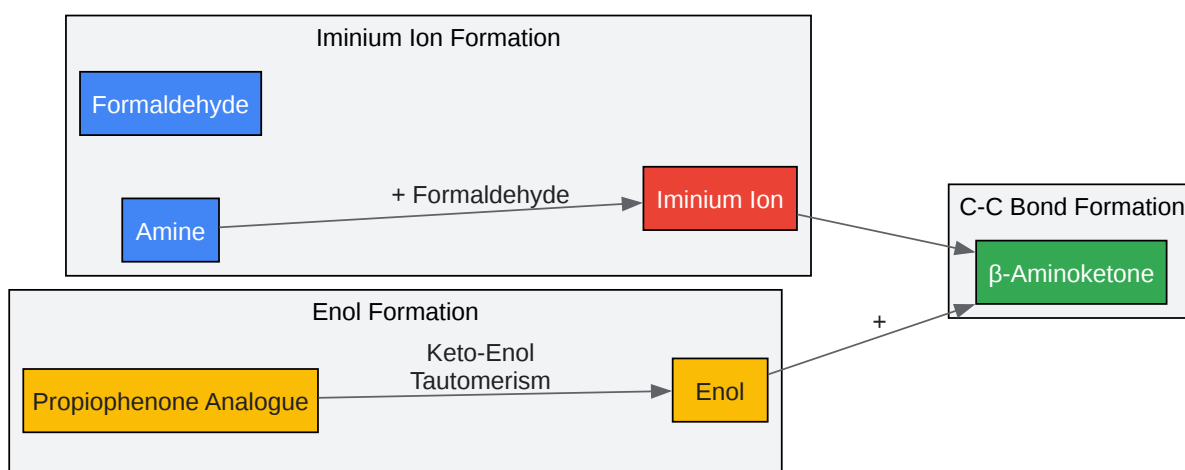 Iminium Ion Formation
Formaldehyde
+ Formaldehyde
Amine
Iminium Ion
C-C Bond Formation
β-Aminoketone
+
Enol Formation
Keto-Enol
Tautomerism
Propiophenone Analogue
Enol